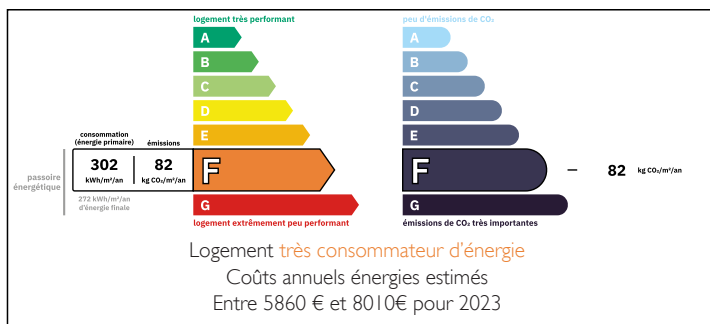 logement très performant
A
B
C
D
E
consommation
(énergie primaire)
émissions
302
kWh/m²/an
82
kg CO₂/m²/an
F
passoire
énergétique
272 kWh/m²/an
d'énergie finale
G
logement extrêmement peu performant
peu d'émissions de CO₂
A
B
C
D
E
F
82 kg CO₂/m²/an
G
émissions de CO₂ très importantes
Logement très consommateur d'énergie
Coûts annuels énergies estimés
Entre 5860 € et 8010€ pour 2023